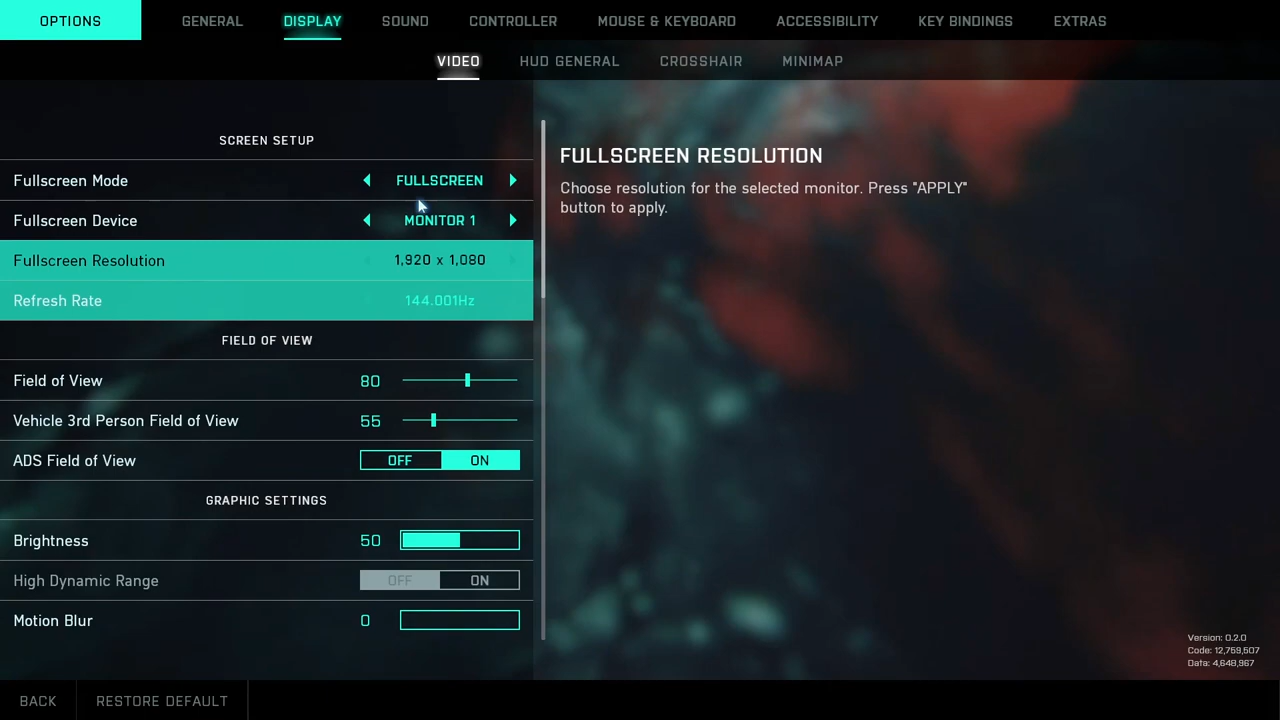 OPTIONS GENERAL DISPLAY SOUND CONTROLLER MOUSE & KEYBOARD ACCESSIBILITY KEY BINDINGS EXTRAS
VIDEO HUD GENERAL CROSSHAIR MINIMAP
SCREEN SETUP
Fullscreen Mode FULLSCREEN
Fullscreen Device MONITOR 1
Fullscreen Resolution 1,920 x 1,080
Refresh Rate 144.001Hz
FIELD OF VIEW
Field of View 80
Vehicle 3rd Person Field of View 55
ADS Field of View OFF ON
GRAPHIC SETTINGS
Brightness 50
High Dynamic Range OFF ON
Motion Blur 0
FULLSCREEN RESOLUTION
Choose resolution for the selected monitor. Press "APPLY"
button to apply.
Version: 0.2.0
Code: 12,759,607
Data: 4,648,967
BACK RESTORE DEFAULT